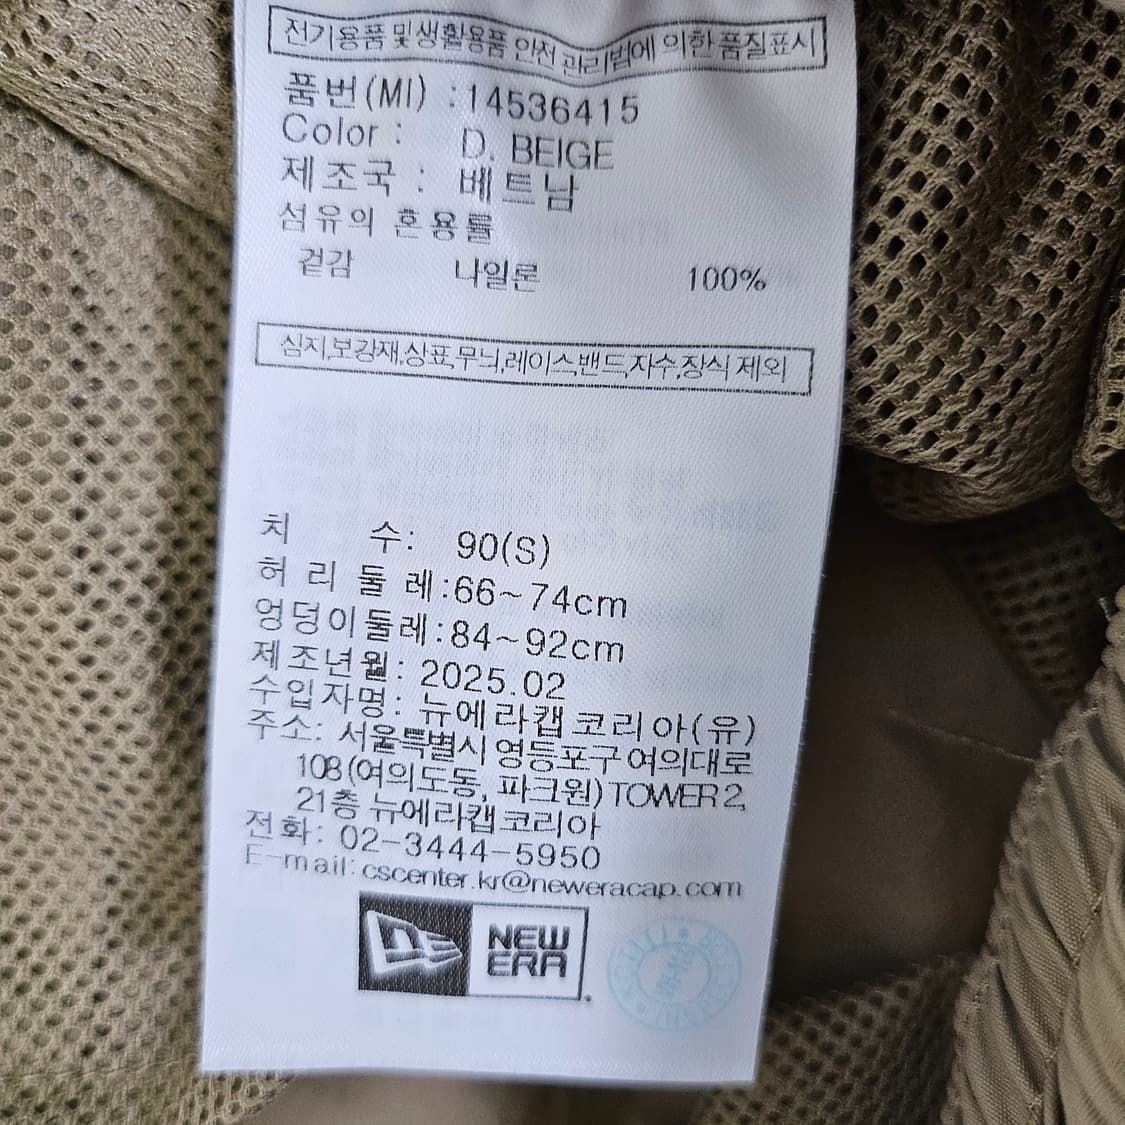 전기용품 및 생활용품 안전 관리법에 의한 품질표시
품번(MI) : 14536415
Color : D. BEIGE
제조국 : 베트남
섬유의 혼용률
겉감 나일론 100%
심지,보강재,상표,무늬,레이스,밴드,자수,장식 제외
치 수: 90(S)
허 리 둘 레:66~74cm
엉덩이둘레:84~92cm
제조년월: 2025.02
수입자명: 뉴에라캡코리아(유)
주소: 서울특별시 영등포구 여의대로
108(여의도동, 파크원) TOWER 2,
21층 뉴에라캡코리아
전화: 02-3444-5950
E-mail: cscenter.kr@neweracap.com
NEW
ERA